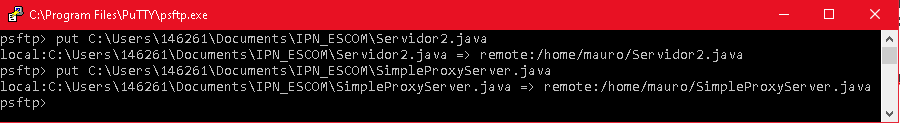 C:\Program Files\PuTTY\psftp.exe
psftp> put C:\Users\146261\Documents\IPN_ESCOM\Servidor2.java
local:C:\Users\146261\Documents\IPN_ESCOM\Servidor2.java => remote:/home/mauro/Servidor2.java
psftp> put C:\Users\146261\Documents\IPN_ESCOM\SimpleProxyServer.java
local:C:\Users\146261\Documents\IPN_ESCOM\SimpleProxyServer.java => remote:/home/mauro/SimpleProxyServer.java
psftp>